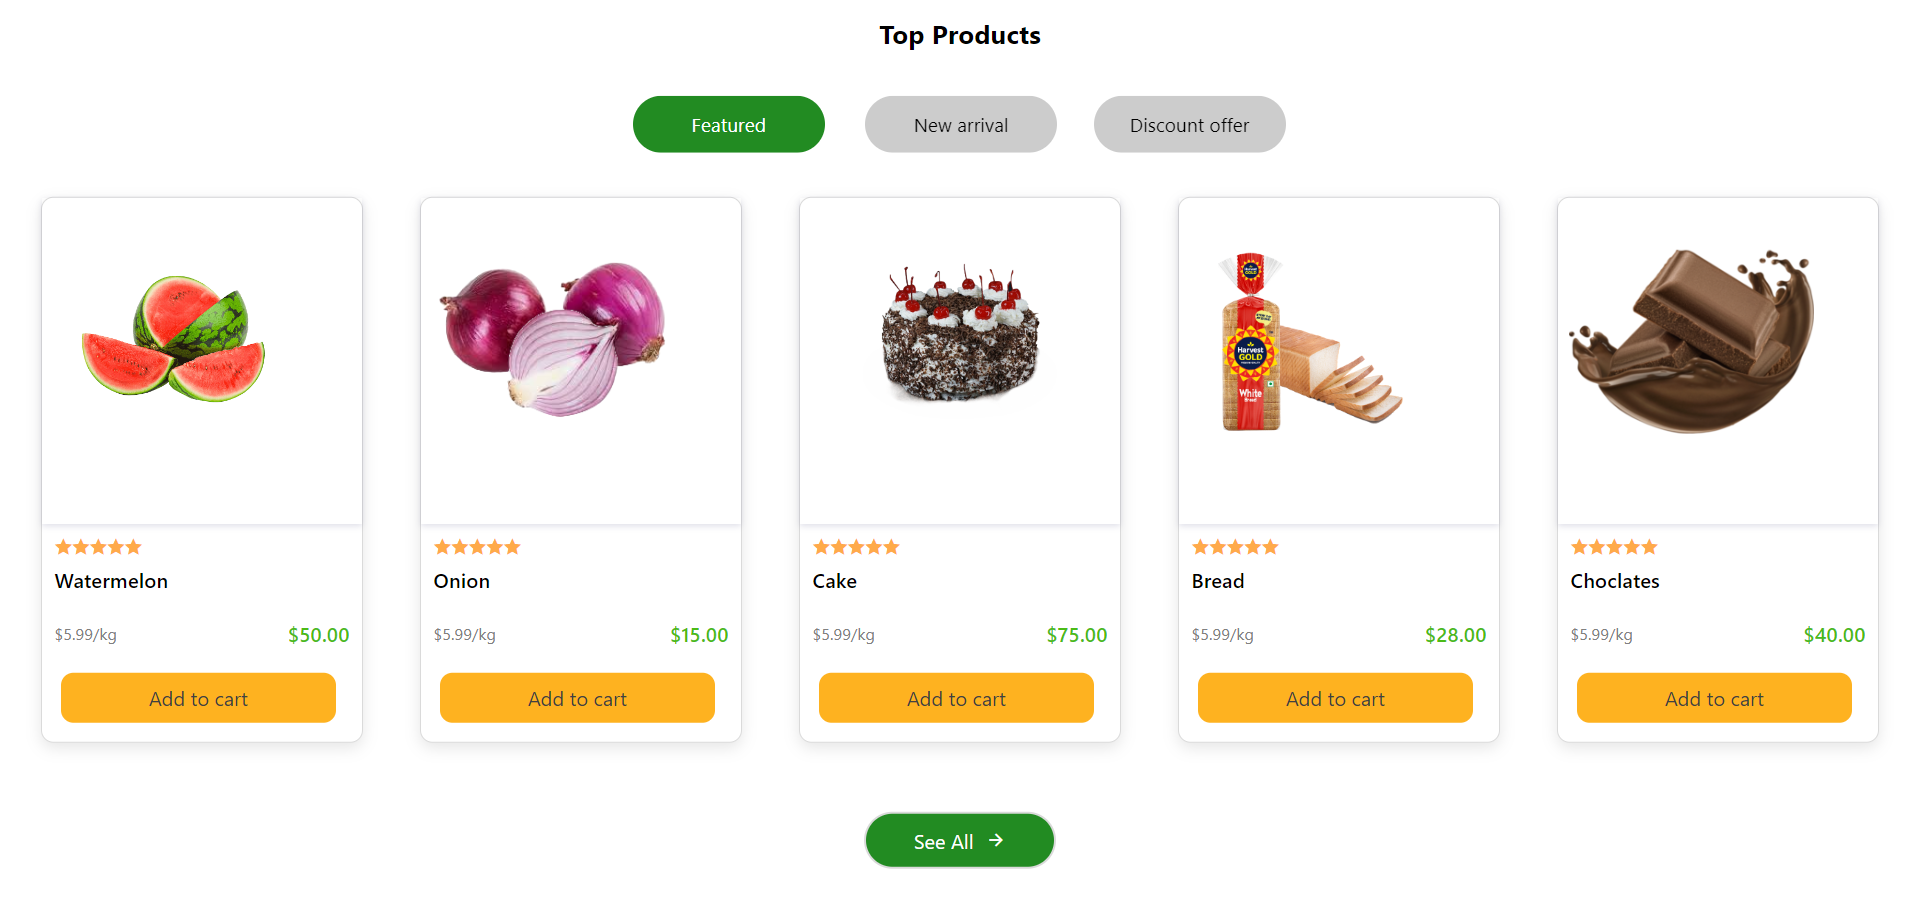 Top Products
Featured
New arrival
Discount offer
Harvest
GOLD
White
Bread
Watermelon
$5.99/kg $50.00
Add to cart
Onion
$5.99/kg $15.00
Add to cart
Cake
$5.99/kg $75.00
Add to cart
Bread
$5.99/kg $28.00
Add to cart
Choclates
$5.99/kg $40.00
Add to cart
See All →